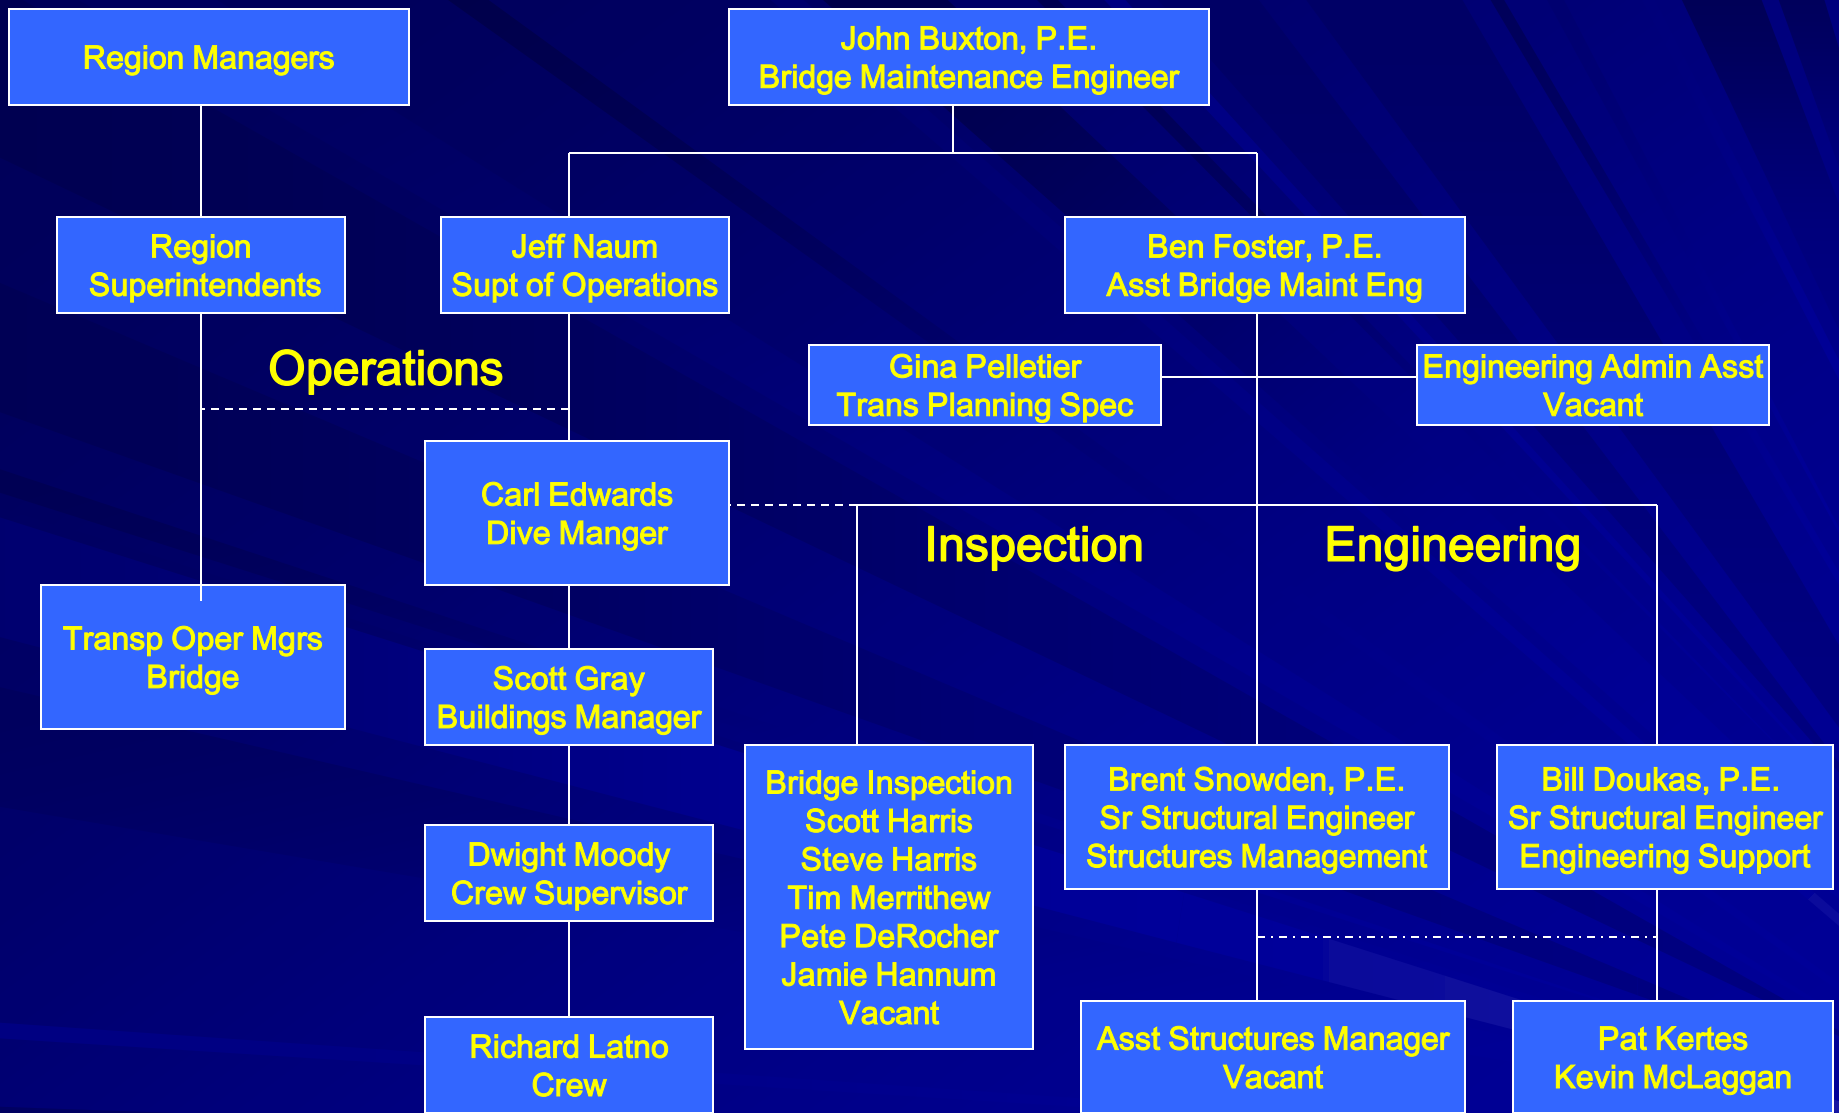 Region Managers
John Buxton, P.E.
Bridge Maintenance Engineer
Region
Superintendents
Jeff Naum
Supt of Operations
Ben Foster, P.E.
Asst Bridge Maint Eng
Operations
Gina Pelletier
Trans Planning Spec
Engineering Admin Asst
Vacant
Carl Edwards
Dive Manger
Inspection
Engineering
Transp Oper Mgrs
Bridge
Scott Gray
Buildings Manager
Dwight Moody
Crew Supervisor
Richard Latno
Crew
Bridge Inspection
Scott Harris
Steve Harris
Tim Merrithew
Pete DeRocher
Jamie Hannum
Vacant
Brent Snowden, P.E.
Sr Structural Engineer
Structures Management
Bill Doukas, P.E.
Sr Structural Engineer
Engineering Support
Asst Structures Manager
Vacant
Pat Kertes
Kevin McLaggan